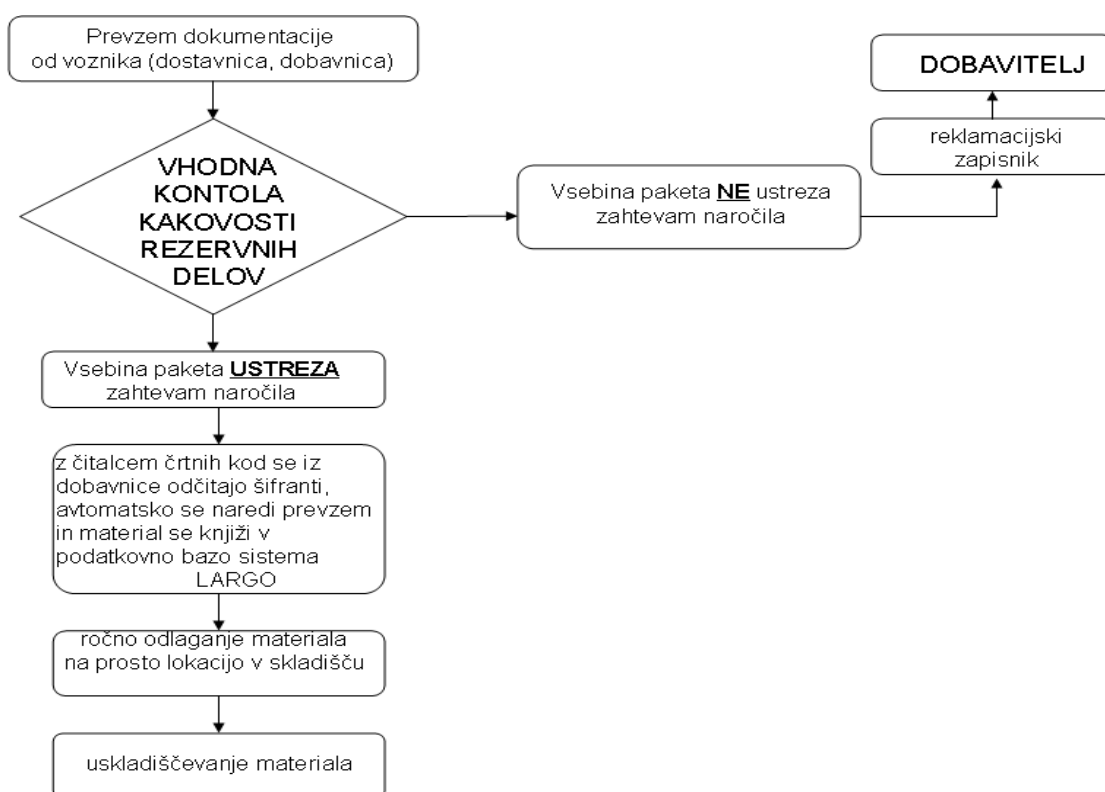 Prevzem dokumentacije
od voznika (dostavnica, dobavnica)
DOBAVITELJ
reklamacijski
zapisnik
VHODNA
KONTOLA
KAKOVOSTI
REZERVNIH
DELOV
Vsebina paketa NE ustreza
zahtevam naročila
Vsebina paketa USTREZA
zahtevam naročila
z čitalcem črtnih kod se iz
dobavnice odčitajo šifranti,
avtomatsko se naredi prevzem
in material se knjiži v
podatkovno bazo sistema
LARGO
ročno odlaganje materiala
na prosto lokacijo v skladišču
uskladiščevanje materiala